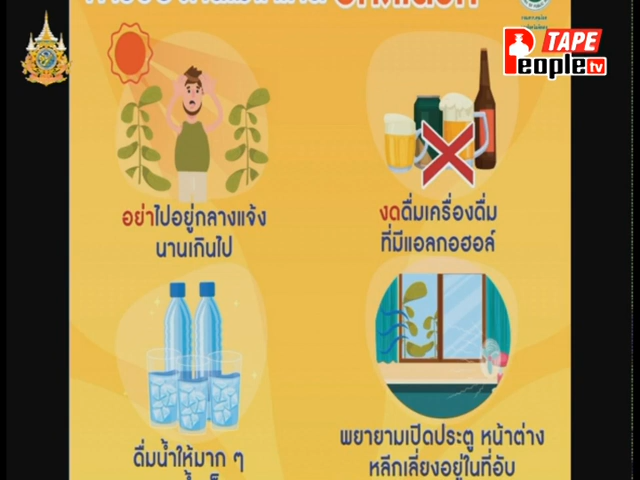 TAPE
People tv
อย่าไปอยู่กลางแจ้ง
นานเกินไป
งดดื่มเครื่องดื่ม
ที่มีแอลกอฮอล์
ดื่มน้ำให้มาก ๆ
พยายามเปิดประตู หน้าต่าง
หลีกเลี่ยงอยู่ในที่อับ